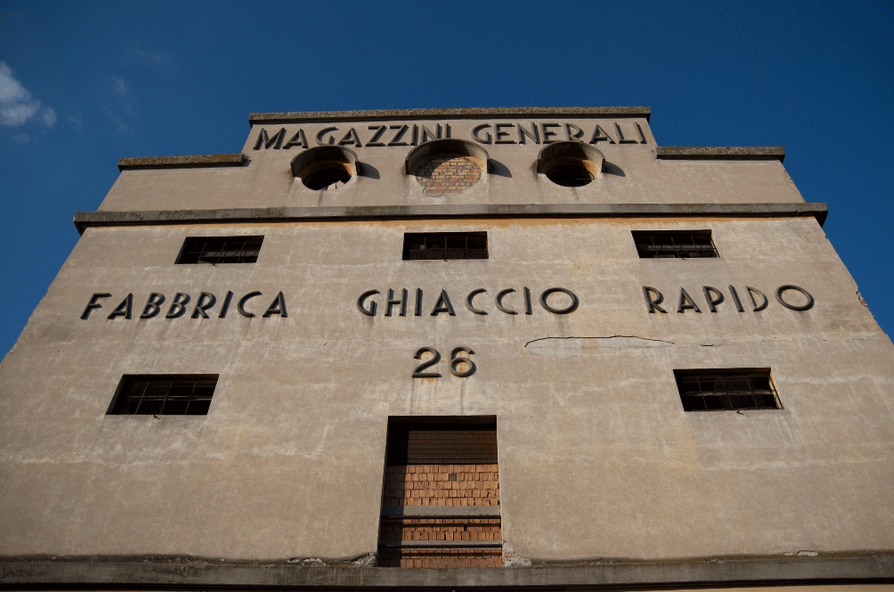 MAGAZZINI GENERALI
FABBRICA GHIACCIO RAPIDO
26